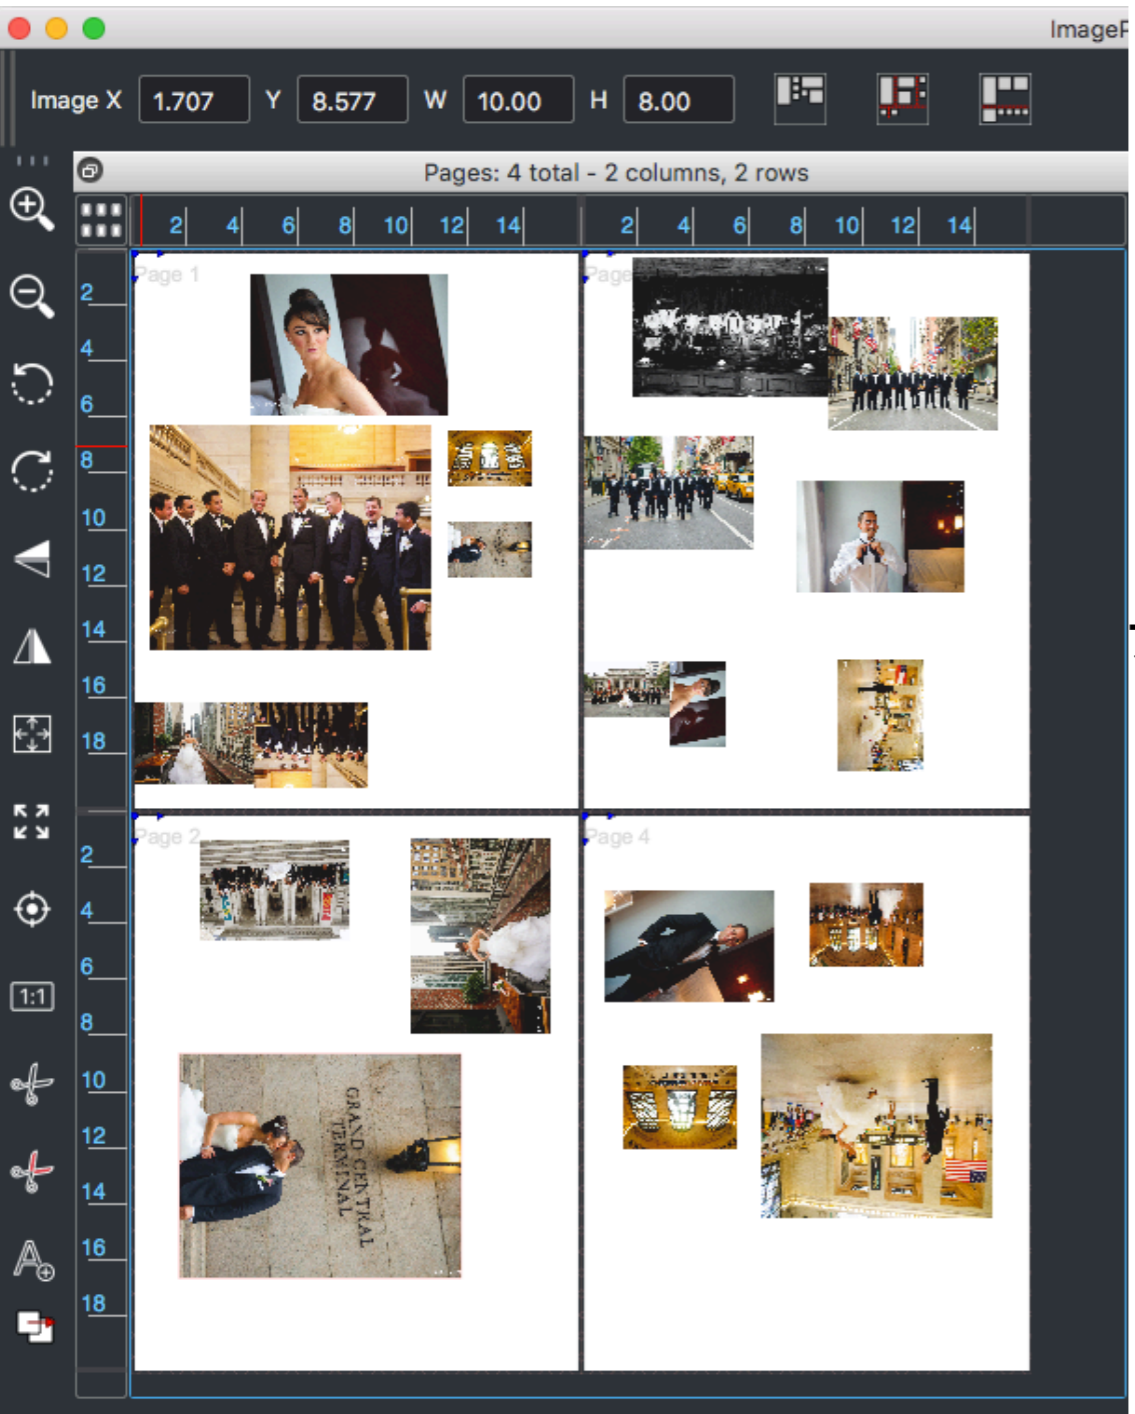 ImageP
Image X 1.707 Y 8.577 W 10.00 H 8.00
Pages: 4 total - 2 columns, 2 rows
2 4 6 8 10 12 14 2 4 6 8 10 12 14
Page 1
Page
2
4
6
8
10
12
14
16
18
Page 2
Page 4
2
4
6
8
10
12
14
16
18
GRAND CENTRAL
TERMINAL
1:1
A